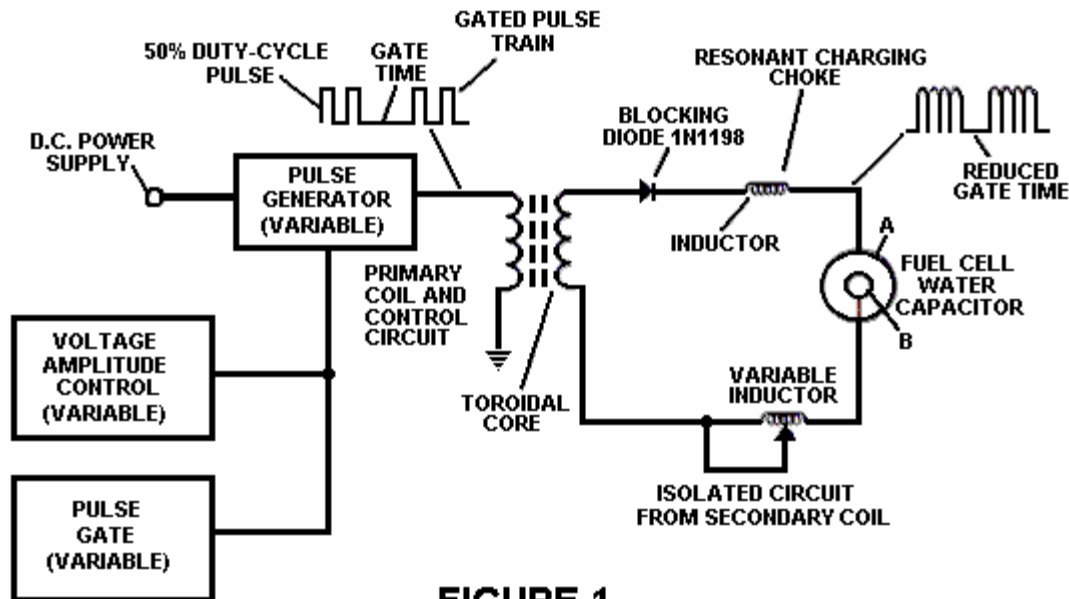 GATED PULSE
TRAIN
50% DUTY-CYCLE
PULSE
GATE
TIME
RESONANT CHARGING
CHOKE
D.C. POWER
SUPPLY
BLOCKING
DIODE 1N1198
PULSE
GENERATOR
(VARIABLE)
REDUCED
GATE TIME
INDUCTOR
A
FUEL CELL
WATER
CAPACITOR
B
PRIMARY
COIL AND
CONTROL
CIRCUIT
VOLTAGE
AMPLITUDE
CONTROL
(VARIABLE)
TOROIDAL
CORE
VARIABLE
INDUCTOR
PULSE
GATE
(VARIABLE)
ISOLATED CIRCUIT
FROM SECONDARY COIL
FIGURE 1